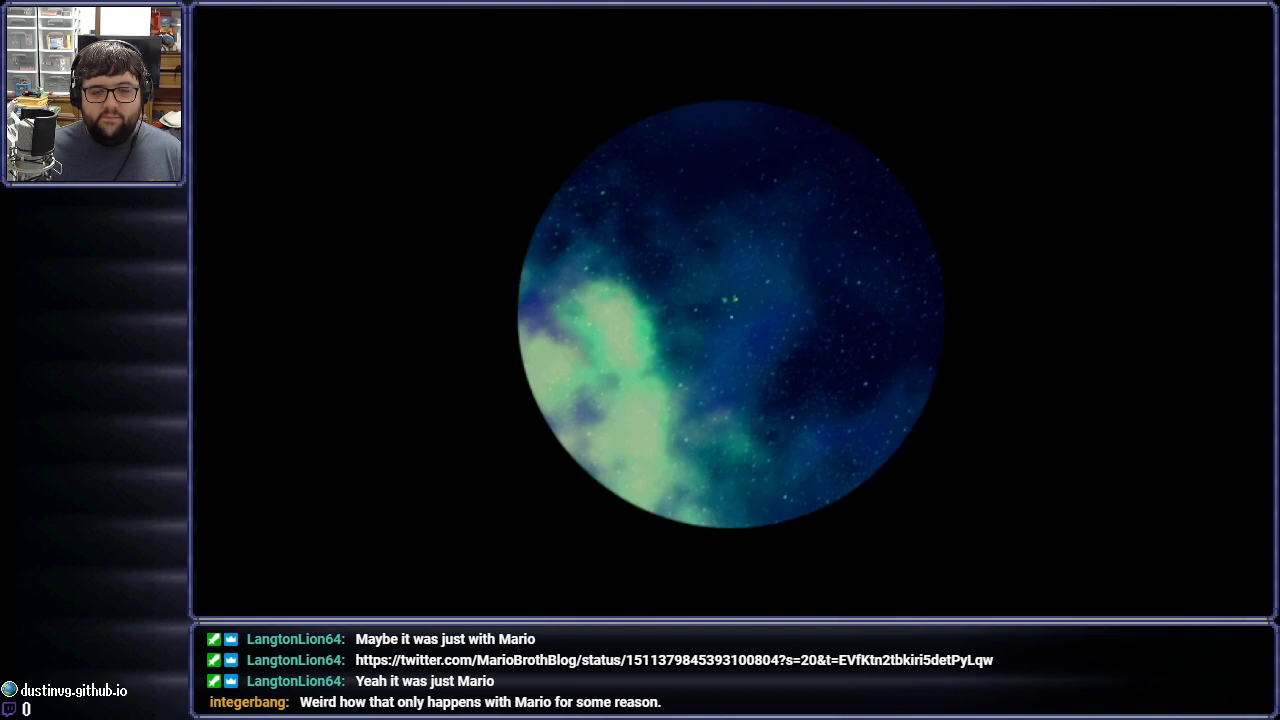 LangtonLion64: Maybe it was just with Mario
LangtonLion64: https://twitter.com/MarioBrothBlog/status/1511379845393100804?s=20&t=EVfKtn2tbkiri5detPyLqw
LangtonLion64: Yeah it was just Mario
integerbang: Weird how that only happens with Mario for some reason.
dustinvg.github.io
0